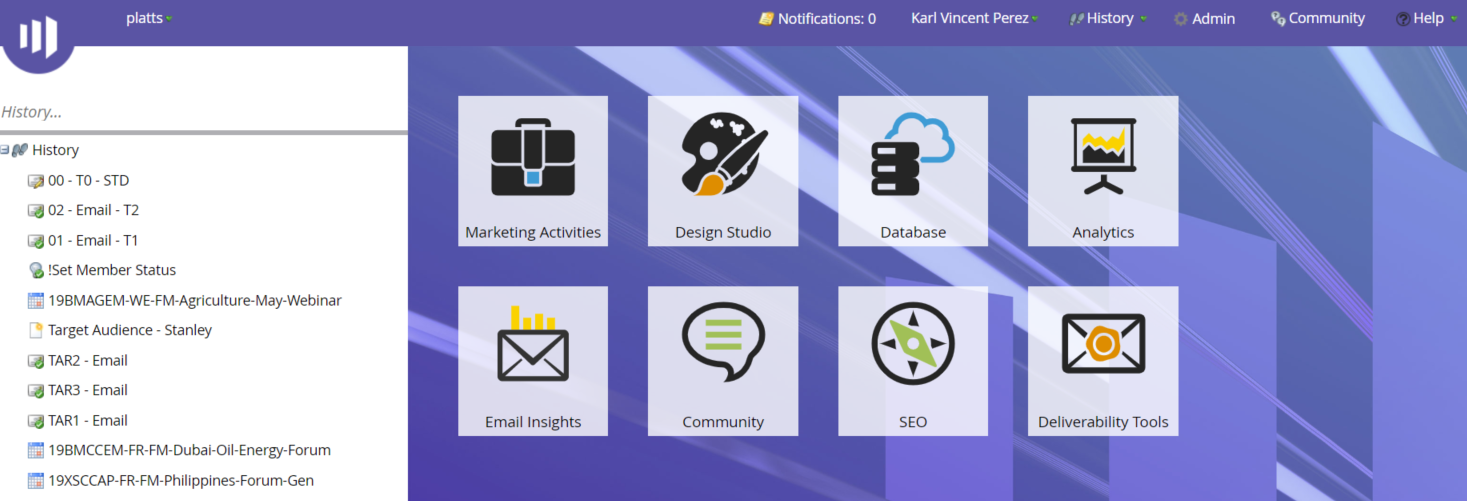 platts
Notifications: 0
Karl Vincent Perez
History
Admin
Community
Help
History...
History
00 - T0 - STD
02 - Email - T2
01 - Email - T1
!Set Member Status
19BMAGEM-WE-FM-Agriculture-May-Webinar
Target Audience - Stanley
TAR2 - Email
TAR3 - Email
TAR1 - Email
19BMCCEM-FR-FM-Dubai-Oil-Energy-Forum
19XSCCAP-FR-FM-Philippines-Forum-Gen
Marketing Activities
Design Studio
Database
Analytics
Email Insights
Community
SEO
Deliverability Tools